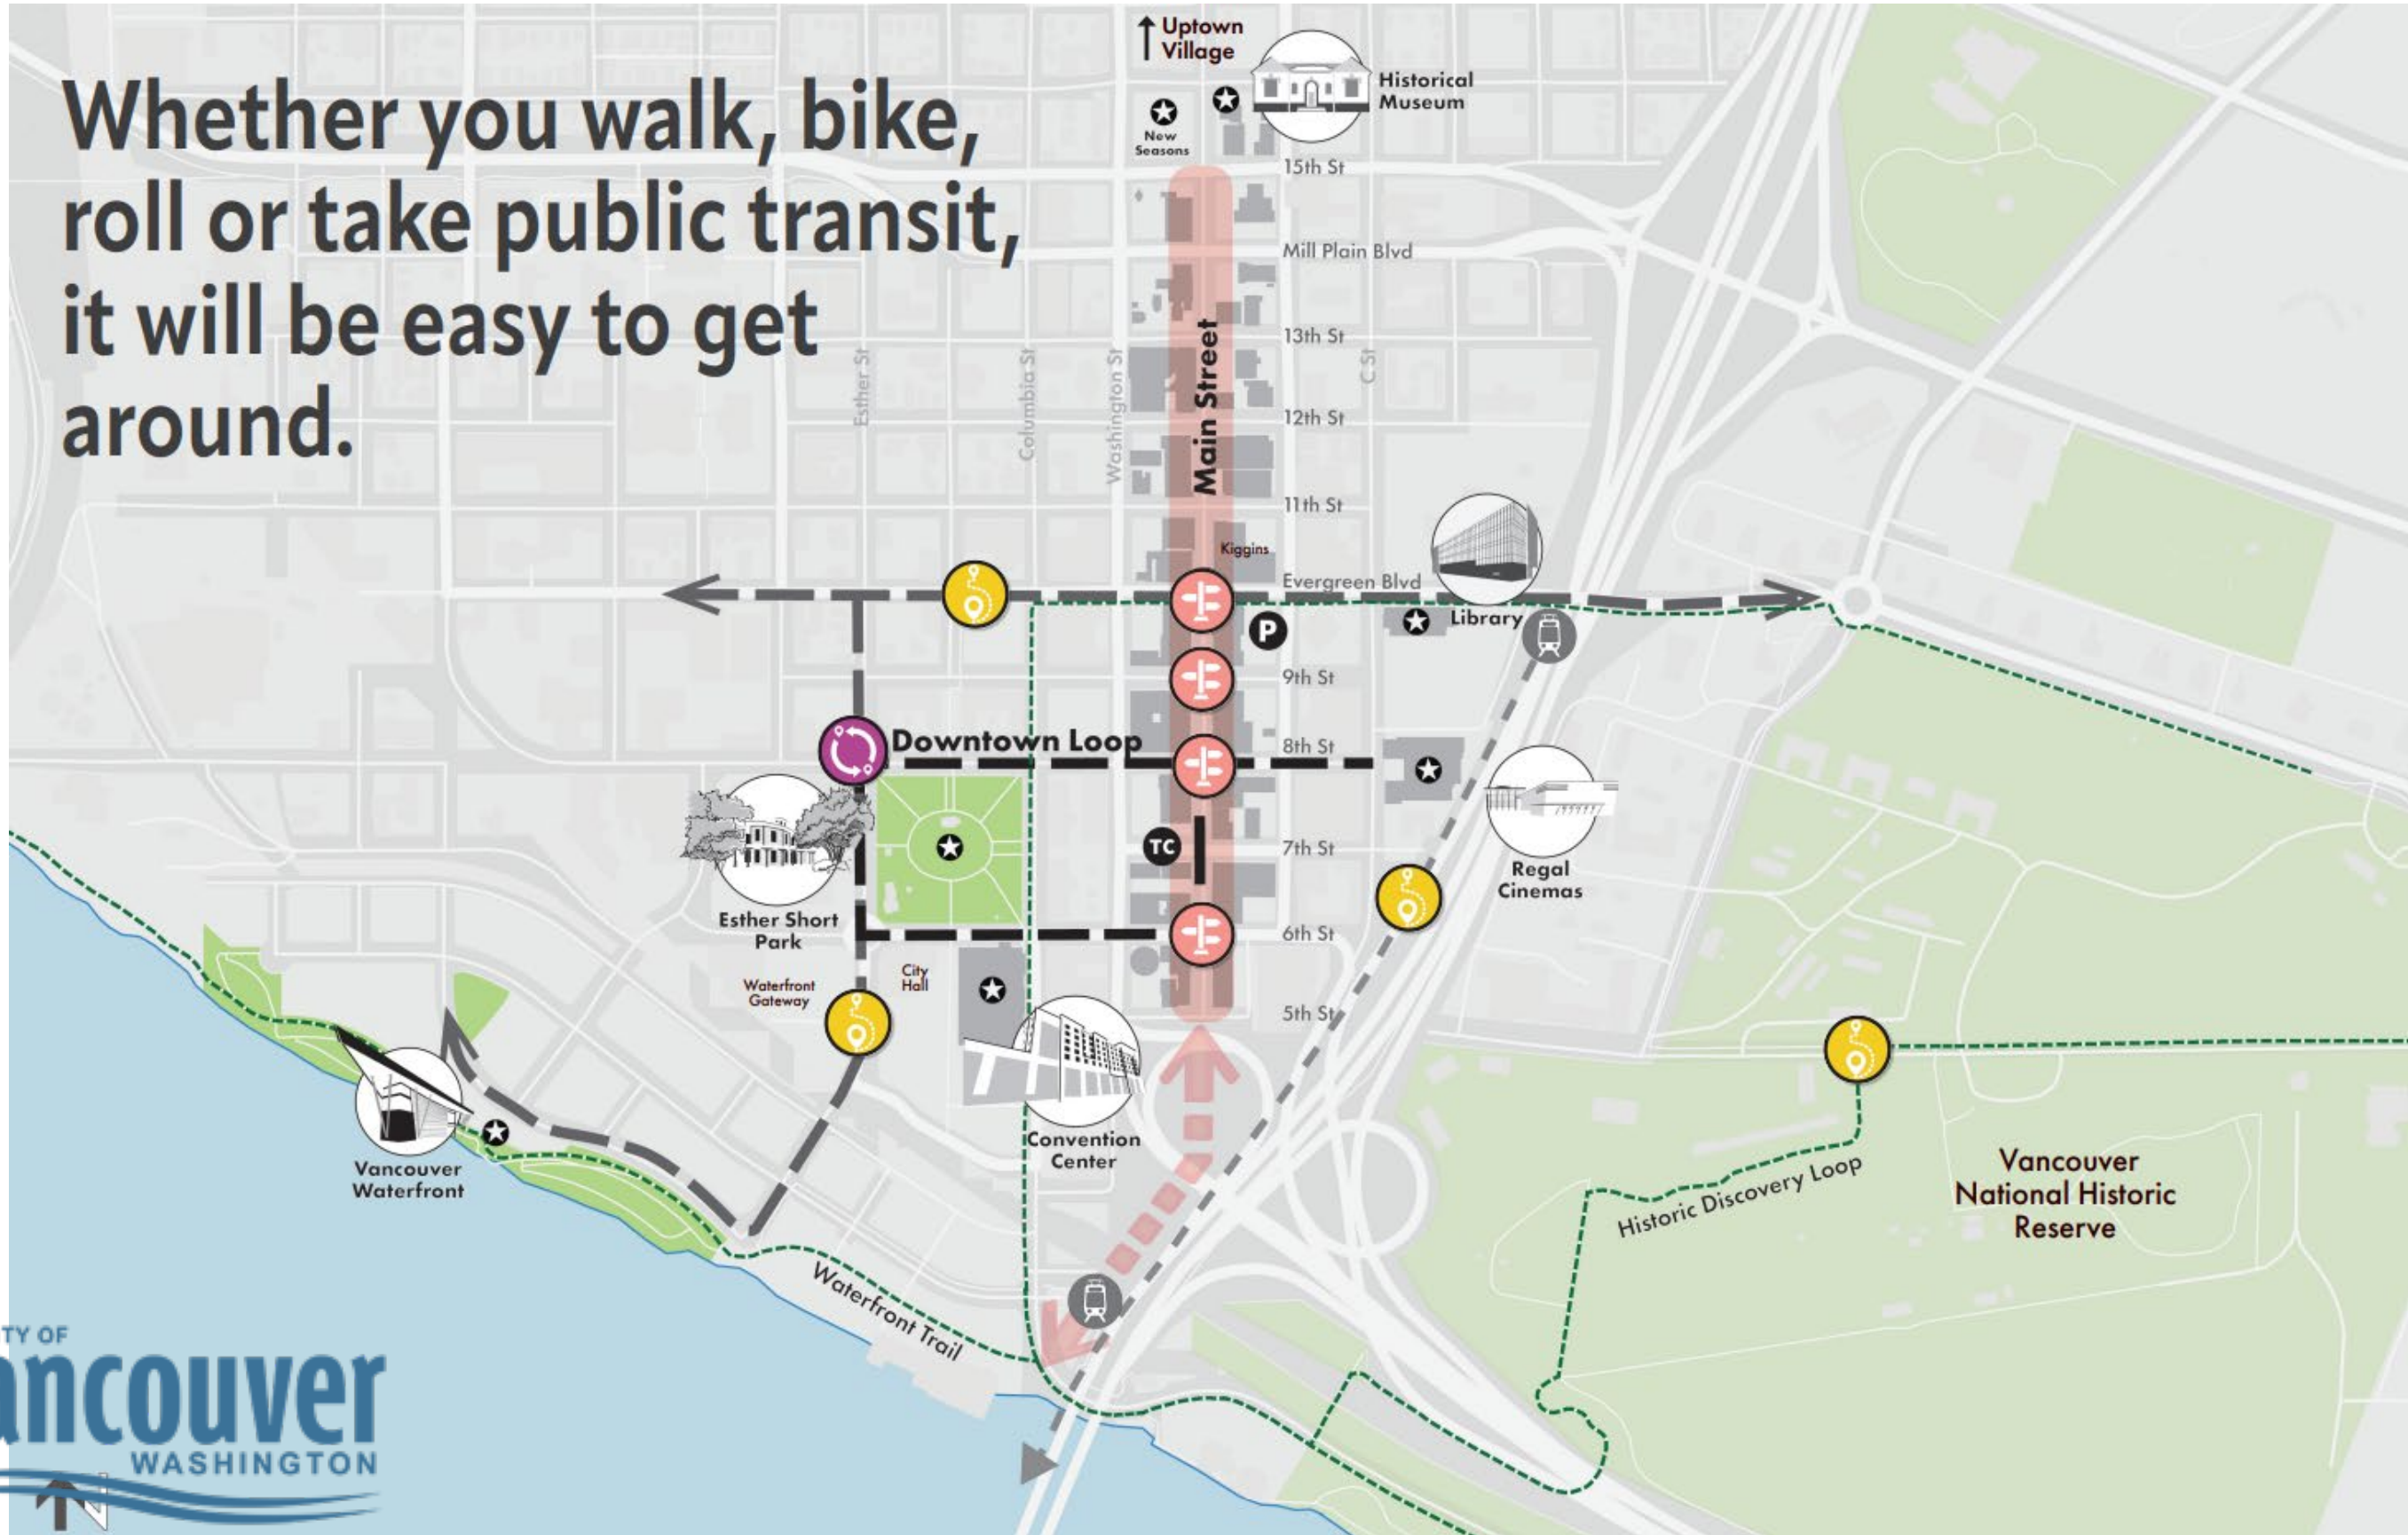 Whether you walk, bike,
roll or take public transit,
it will be easy to get
around.
Uptown
Village
Historical
Museum
New
Seasons
15th St
Mill Plain Blvd
13th St
Esther St
Columbia St
Washington St
Main Street
C St
12th St
11th St
Kiggins
Evergreen Blvd
Library
P
9th St
Downtown Loop
8th St
TC
7th St
Regal
Cinemas
Esther Short
Park
6th St
City
Hall
Waterfront
Gateway
5th St
Convention
Center
Vancouver
Waterfront
Historic Discovery Loop
Vancouver
National Historic
Reserve
Waterfront Trail
TY OF
ancouver
WASHINGTON
N